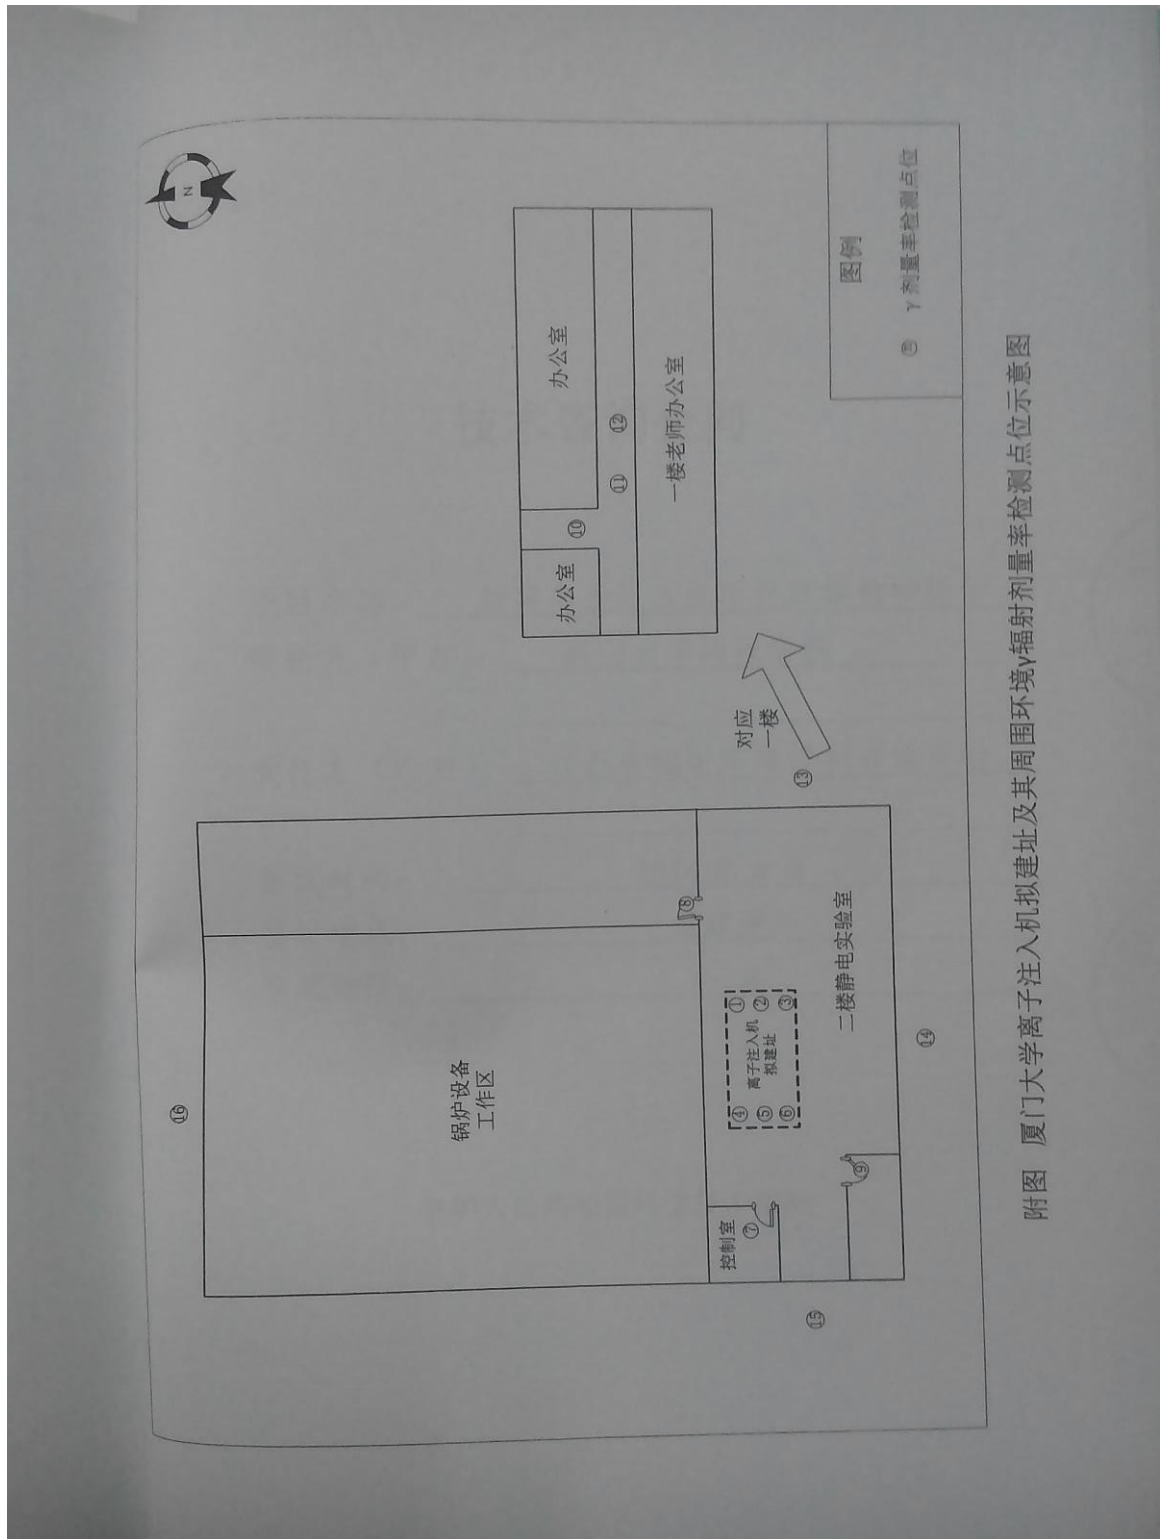 N
⑯
锅炉设备
工作区
办公室
办公室
⑩
⑪
⑫
一楼老师办公室
对应
一楼
⑬
⑧
控制室
⑦
④
①
⑤
离子注入机
拟建址
②
⑥
③
⑨
二楼静电实验室
⑮
⑭
图例
γ剂量率检测点位
附图 厦门大学离子注入机拟建址及其周围环境γ辐射剂量率检测点位示意图